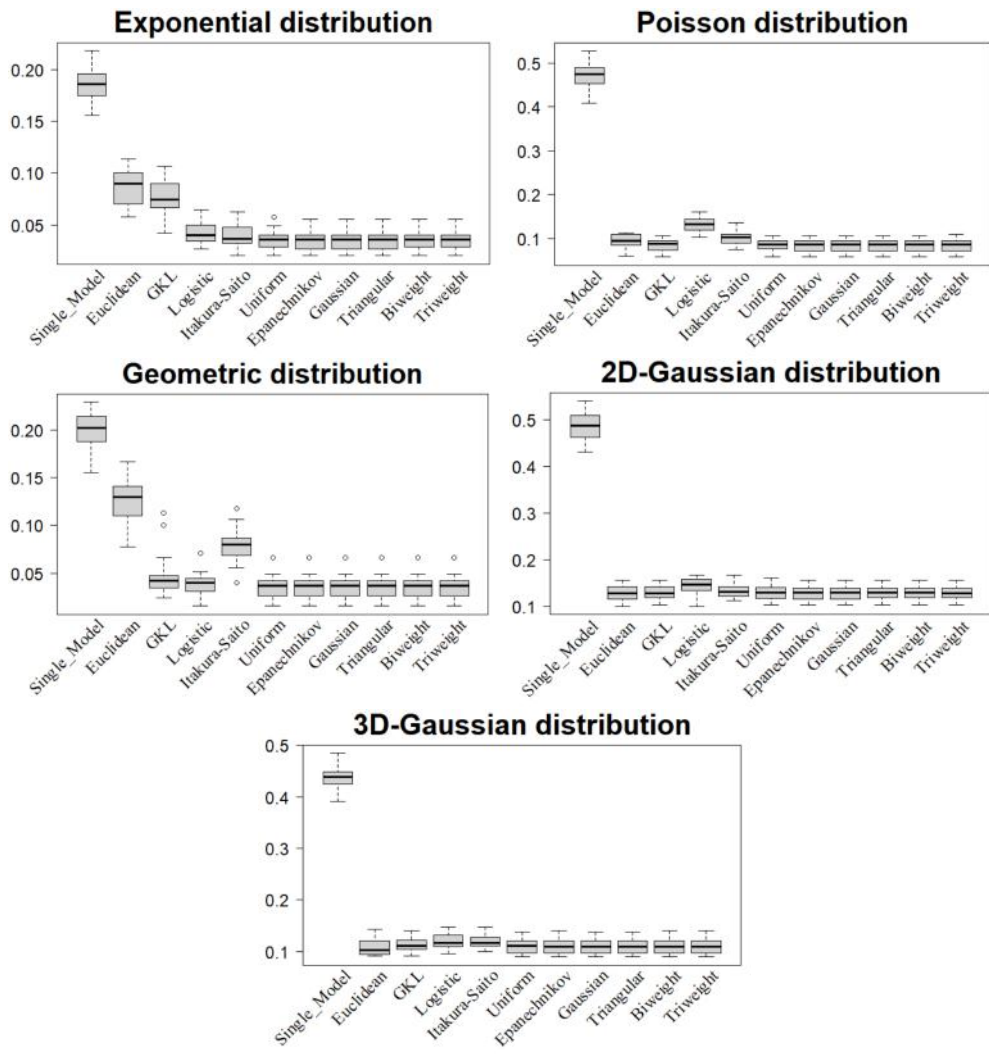 Exponential distribution
0.20
0.15
0.10
0.05
Single_Model
Euclidean
GKL
Logistic
Itakura-Saito
Uniform
Epanechnikov
Gaussian
Triangular
Biweight
Triweight
Poisson distribution
0.5
0.4
0.3
0.2
0.1
Single_Model
Euclidean
GKL
Logistic
Itakura-Saito
Uniform
Epanechnikov
Gaussian
Triangular
Biweight
Triweight
Geometric distribution
0.20
0.15
0.10
0.05
Single_Model
Euclidean
GKL
Logistic
Itakura-Saito
Uniform
Epanechnikov
Gaussian
Triangular
Biweight
Triweight
2D-Gaussian distribution
0.5
0.4
0.3
0.2
0.1
Single_Model
Euclidean
GKL
Logistic
Itakura-Saito
Uniform
Epanechnikov
Gaussian
Triangular
Biweight
Triweight
3D-Gaussian distribution
0.5
0.4
0.3
0.2
0.1
Single_Model
Euclidean
GKL
Logistic
Itakura-Saito
Uniform
Epanechnikov
Gaussian
Triangular
Biweight
Triweight